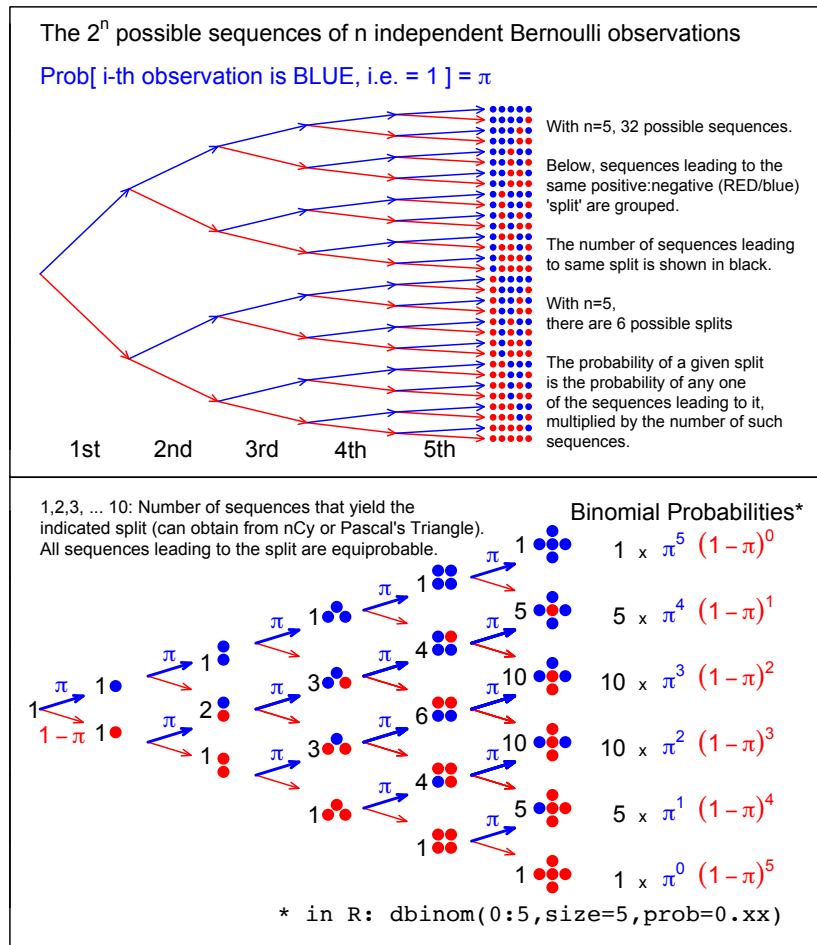 The 2ⁿ possible sequences of n independent Bernoulli observations
Prob[ i-th observation is BLUE, i.e. = 1 ] = π
With n=5, 32 possible sequences.
Below, sequences leading to the
same positive:negative (RED/blue)
'split' are grouped.
The number of sequences leading
to same split is shown in black.
With n=5,
there are 6 possible splits
The probability of a given split
is the probability of any one
of the sequences leading to it,
multiplied by the number of such
sequences.
1st 2nd 3rd 4th 5th
1,2,3, ... 10: Number of sequences that yield the
indicated split (can obtain from nCy or Pascal's Triangle).
All sequences leading to the split are equiprobable.
Binomial Probabilities*
1 π 1-π
1 π
1 π
1 π
2 π
1 π
1 π
3 π
3 π
1 π
1 π
4 π
6 π
4 π
1 π
1 1 x π⁵ (1-π)⁰
5 5 x π⁴ (1-π)¹
10 10 x π³ (1-π)²
10 10 x π² (1-π)³
5 5 x π¹ (1-π)⁴
1 1 x π⁰ (1-π)⁵
* in R: dbinom(0:5,size=5,prob=0.xx)